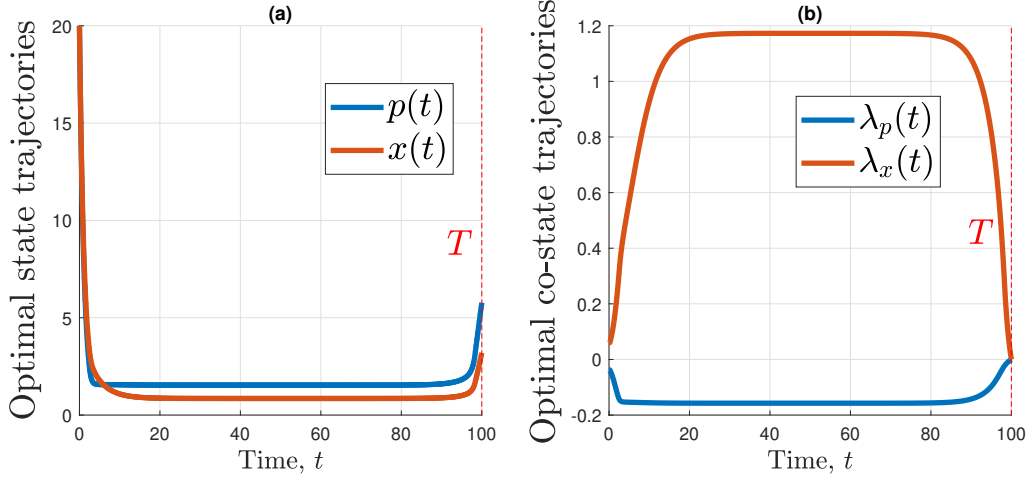 (a)
Optimal state trajectories
20
15
10
5
0
p(t)
x(t)
T
0 20 40 60 80 100
Time, t
(b)
Optimal co-state trajectories
1.2
1
0.8
0.6
0.4
0.2
0
-0.2
λ_p(t)
λ_x(t)
T
0 20 40 60 80 100
Time, t